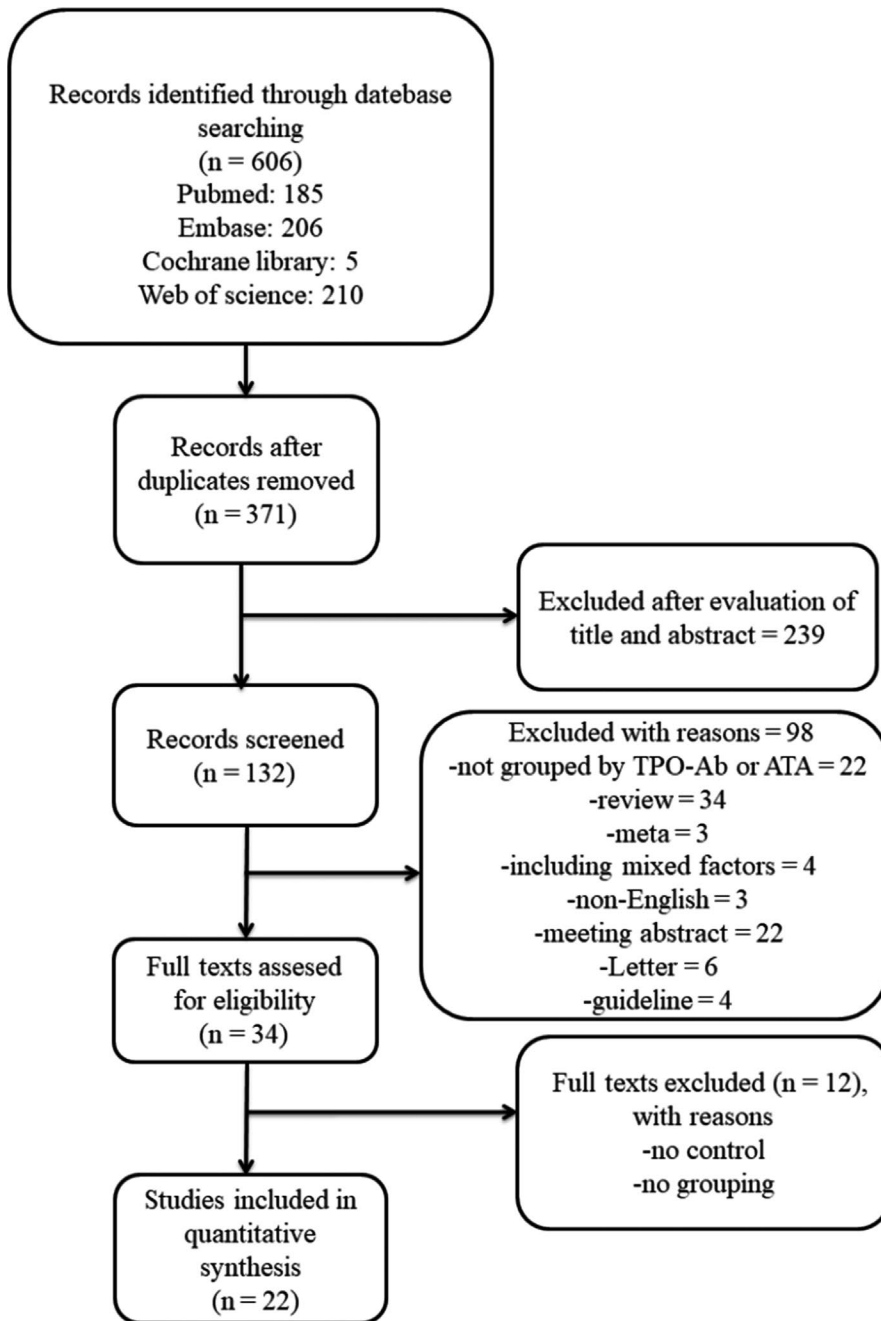 Records identified through datebase
searching
(n = 606)
Pubmed: 185
Embase: 206
Cochrane library: 5
Web of science: 210
Records after
duplicates removed
(n = 371)
Excluded after evaluation of
title and abstract = 239
Records screened
(n = 132)
Excluded with reasons = 98
-not grouped by TPO-Ab or ATA = 22
-review = 34
-meta = 3
-including mixed factors = 4
-non-English = 3
-meeting abstract = 22
-Letter = 6
-guideline = 4
Full texts assesed
for eligibility
(n = 34)
Full texts excluded (n = 12),
with reasons
-no control
-no grouping
Studies included in
quantitative
synthesis
(n = 22)